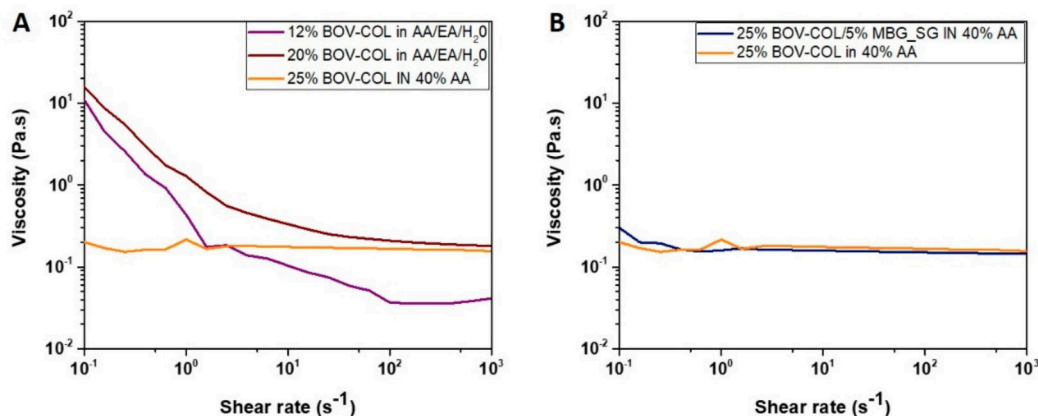 A
12% BOV-COL in AA/EA/H₂0
20% BOV-COL in AA/EA/H₂0
25% BOV-COL IN 40% AA
Viscosity (Pa.s)
10²
10¹
10⁰
10⁻¹
10⁻²
10⁻¹ 10⁰ 10¹ 10² 10³
Shear rate (s⁻¹)
B
25% BOV-COL/5% MBG_SG IN 40% AA
25% BOV-COL in 40% AA
Viscosity (Pa.s)
10²
10¹
10⁰
10⁻¹
10⁻²
10⁻¹ 10⁰ 10¹ 10² 10³
Shear rate (s⁻¹)